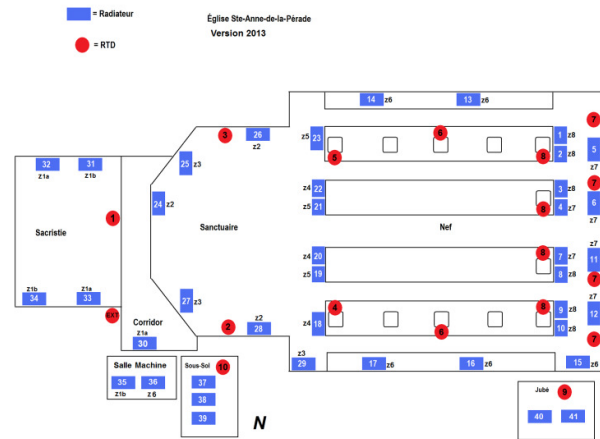 = Radiateur
Église Ste-Anne-de-la-Pérade
Version 2013
= RTD
14 z6 13 z6
7
3 26 z2
z5 23 6 1 z8
5 8 2 z8 5 z7
32 31
z1a z1b
25 z3
1
24 z2
Sacristie
Sanctuaire
z4 22 3 z8 7
z5 21 8 4 z7 6 z7
Nef
z4 20 8 7 z7 11
z5 19 8 z8 7 z7
z1b z1a
34 33
27 z3
EXT
Corridor
z1a
30
2 z2
28
4 8 9 z8 12
z4 18 6 10 z8
7
z3
29 17 z6 16 z6 15 z6
Salle Machine
35 36
z1b z6
Sous-Sol 10
37
38
39
N
Jubé 9
40 41